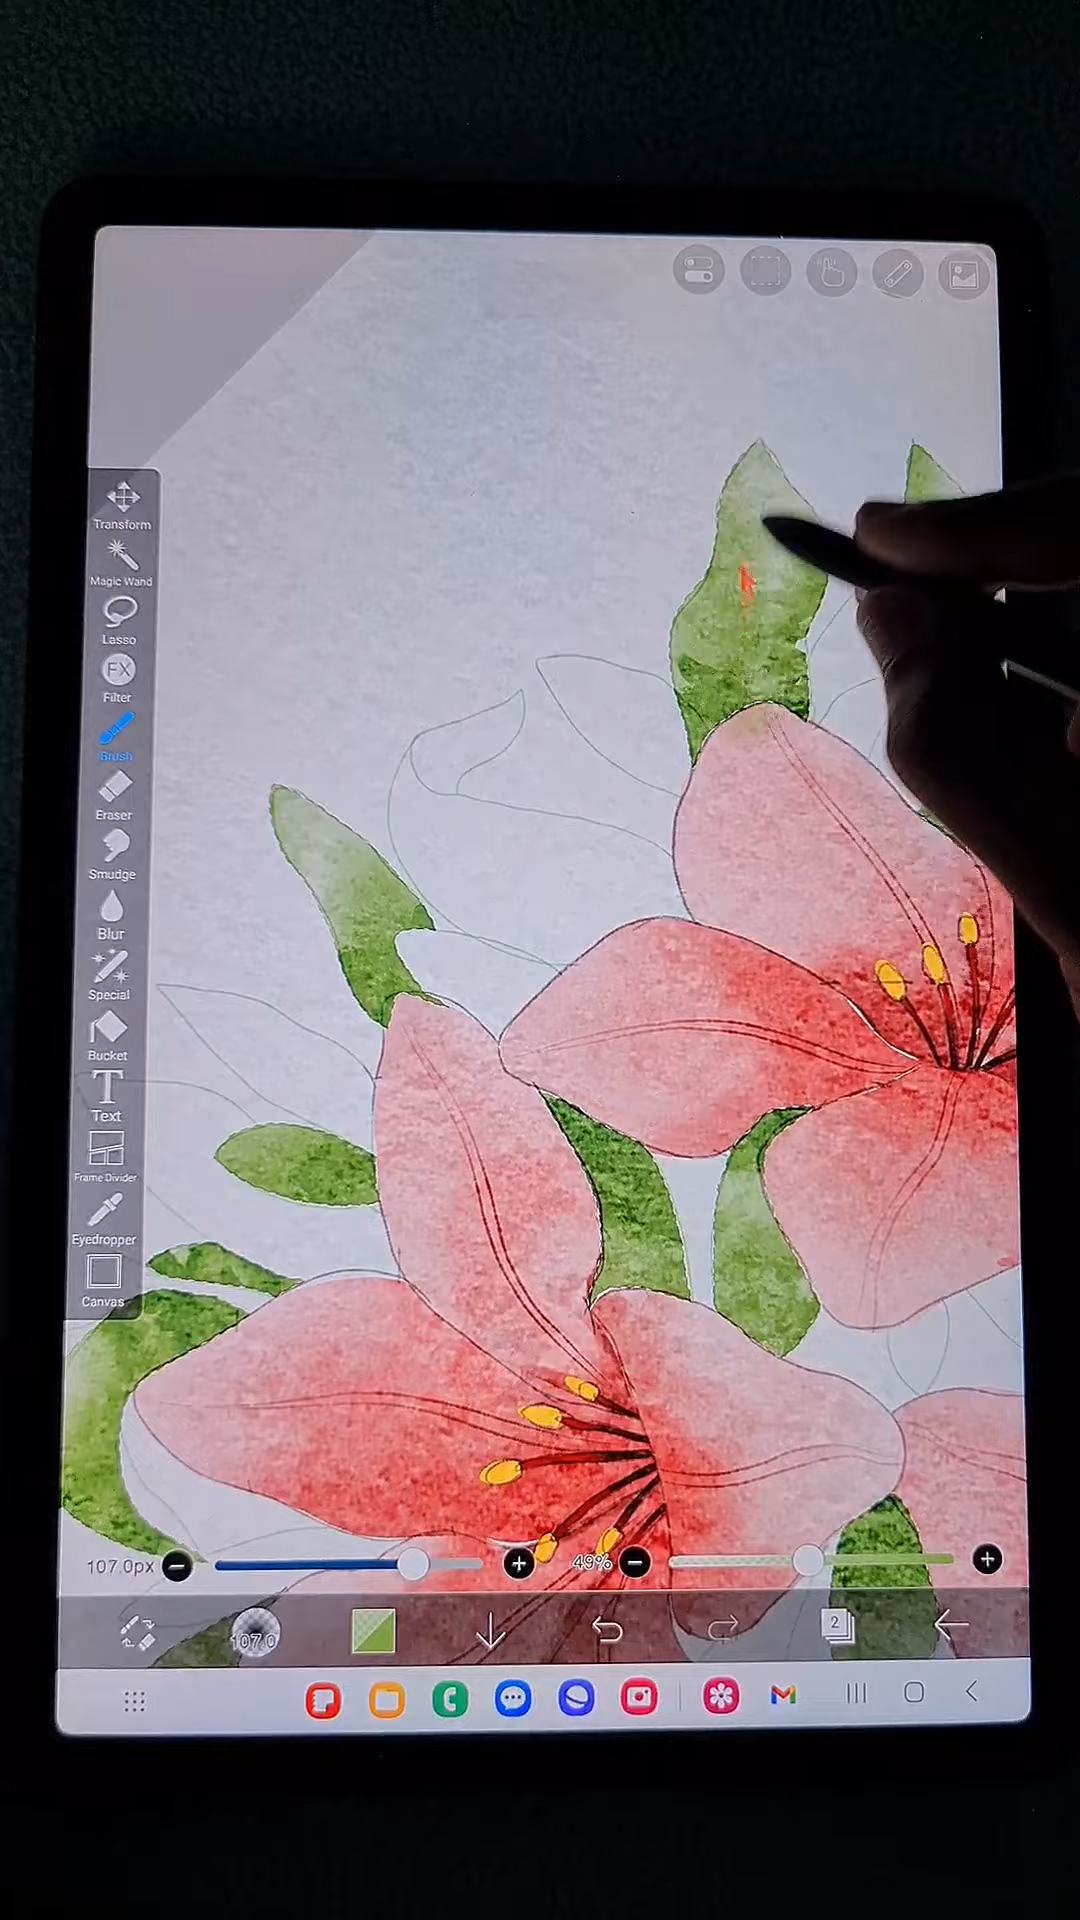 Transform
Magic Wand
Lasso
FX
Filter
Brush
Eraser
Smudge
Blur
Special
Bucket
T
Text
Frame Divider
Eyedropper
Canvas
107.0px
49%
107.0
2